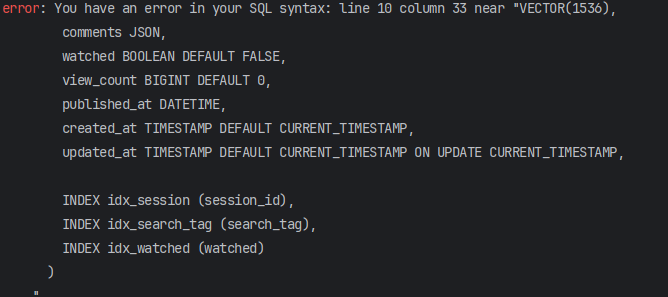 error: You have an error in your SQL syntax: line 10 column 33 near "VECTOR(1536),
comments JSON,
watched BOOLEAN DEFAULT FALSE,
view_count BIGINT DEFAULT 0,
published_at DATETIME,
created_at TIMESTAMP DEFAULT CURRENT_TIMESTAMP,
updated_at TIMESTAMP DEFAULT CURRENT_TIMESTAMP ON UPDATE CURRENT_TIMESTAMP,
INDEX idx_session (session_id),
INDEX idx_search_tag (search_tag),
INDEX idx_watched (watched)
)
"